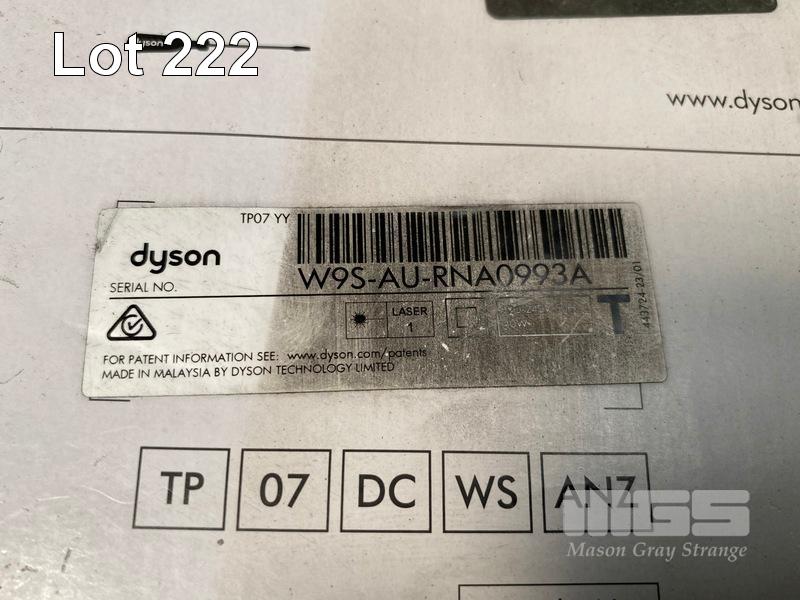 Lot 222
dyson
www.dyson
TP07 YY
dyson
W9S-AU-RNA0993A
SERIAL NO.
LASER
1
T
443724-23/01
FOR PATENT INFORMATION SEE: www.dyson.com/patents
MADE IN MALAYSIA BY DYSON TECHNOLOGY LIMITED
TP 07 DC WS ANZ
MGS
Mason Gray Strange